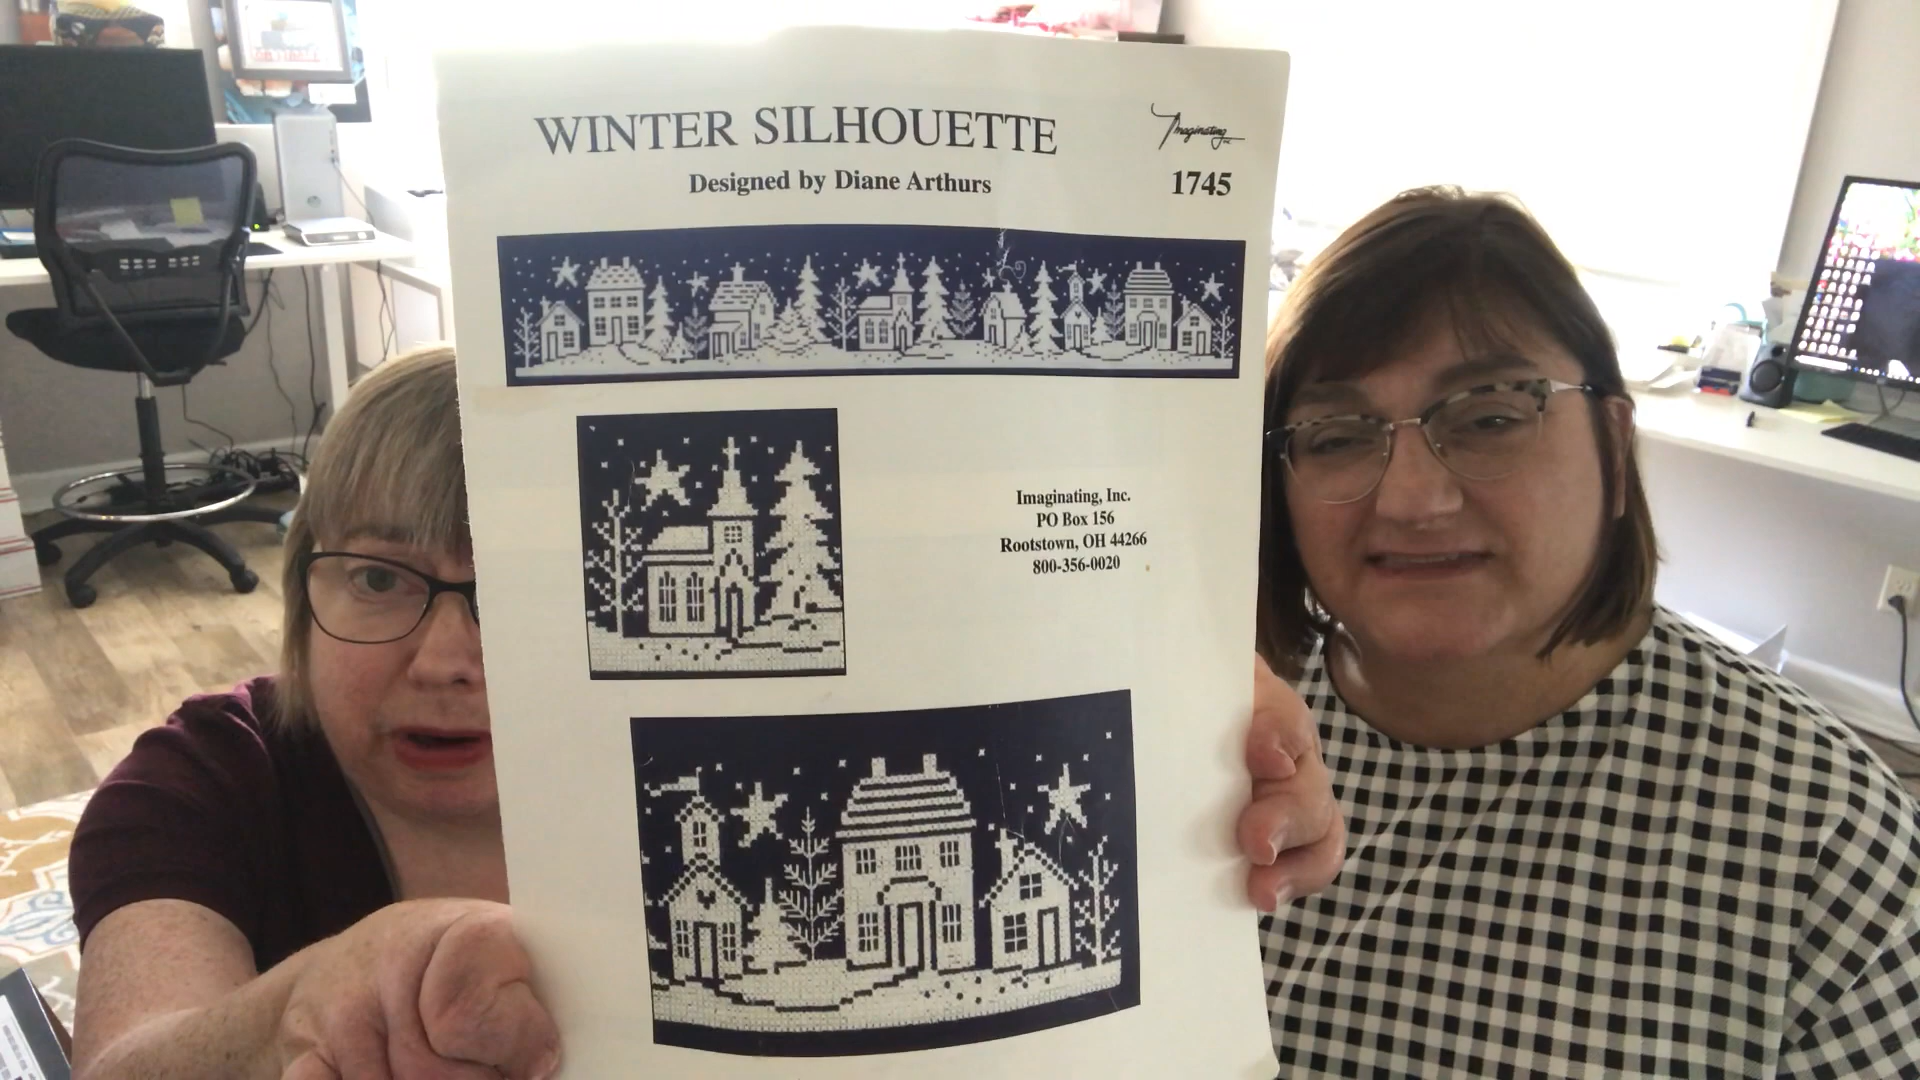 WINTER SILHOUETTE
Imaginating
Designed by Diane Arthurs
1745
Imaginating, Inc.
PO Box 156
Rootstown, OH 44266
800-356-0020